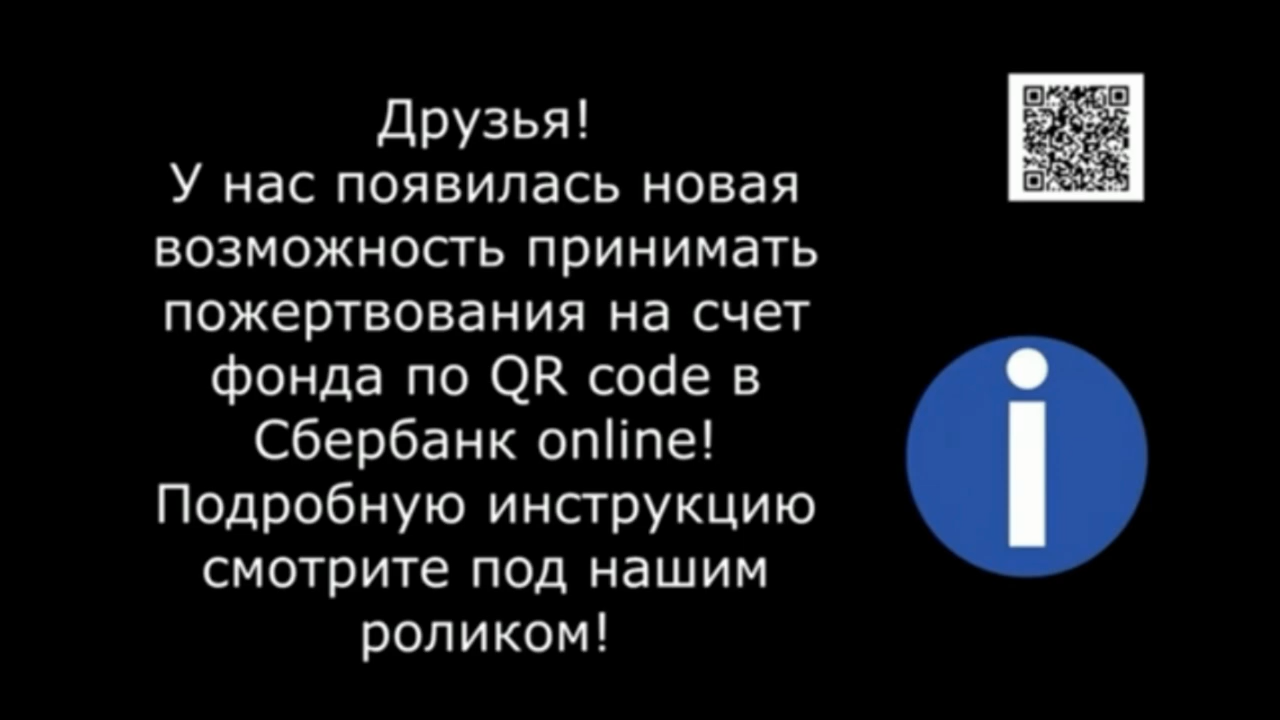 Друзья!
У нас появилась новая
возможность принимать
пожертвования на счет
фонда по QR code в
Сбербанк online!
Подробную инструкцию
смотрите под нашим
роликом!